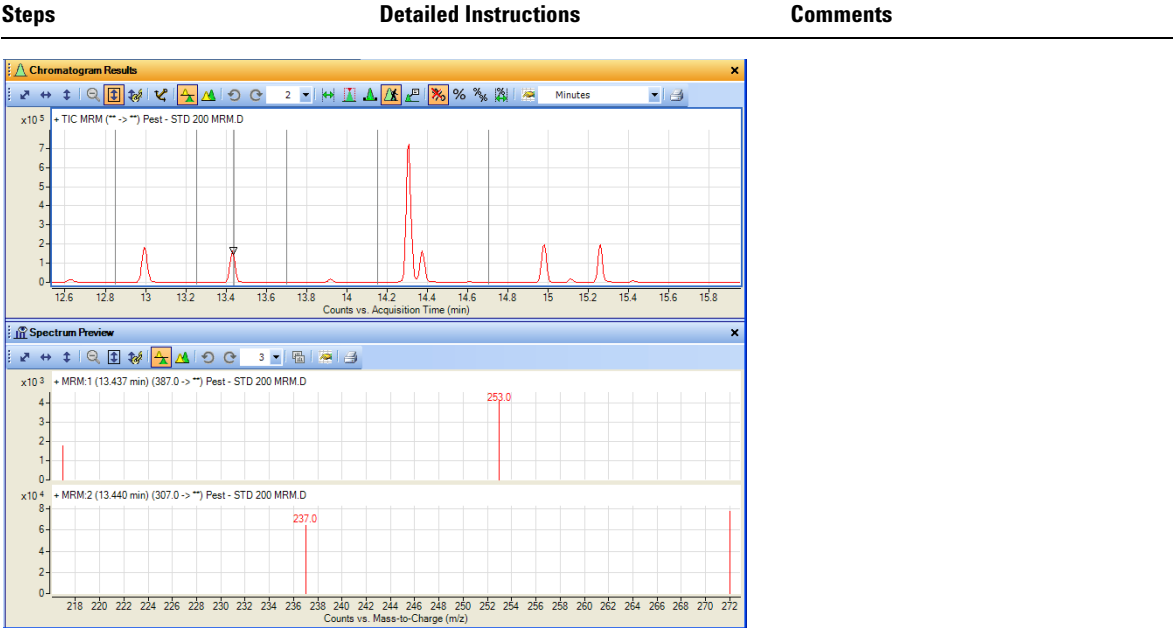 Steps Detailed Instructions Comments
Chromatogram Results
2 Minutes
x10 5 + TIC MRM (** -> **) Pest - STD 200 MRM.D
7
6
5
4
3
2
1
0
12.6 12.8 13 13.2 13.4 13.6 13.8 14 14.2 14.4 14.6 14.8 15 15.2 15.4 15.6 15.8
Counts vs. Acquisition Time (min)
Spectrum Preview
3
x10 3 + MRM:1 (13.437 min) (387.0 -> **) Pest - STD 200 MRM.D
253.0
4
3
2
1
0
x10 4 + MRM:2 (13.440 min) (307.0 -> **) Pest - STD 200 MRM.D
8
237.0
6
4
2
0
218 220 222 224 226 228 230 232 234 236 238 240 242 244 246 248 250 252 254 256 258 260 262 264 266 268 270 272
Counts vs. Mass-to-Charge (m/z)